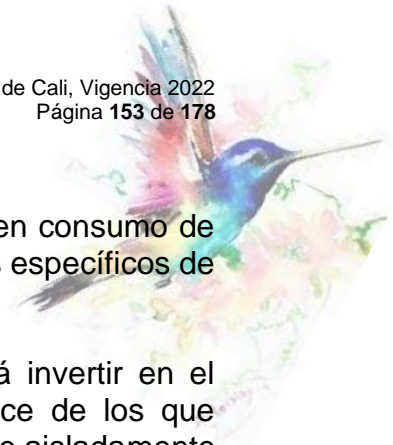 de Cali, Vigencia 2022
Página 153 de 178
en consumo de
s específicos de
á invertir en el
ce de los que
aisladamente